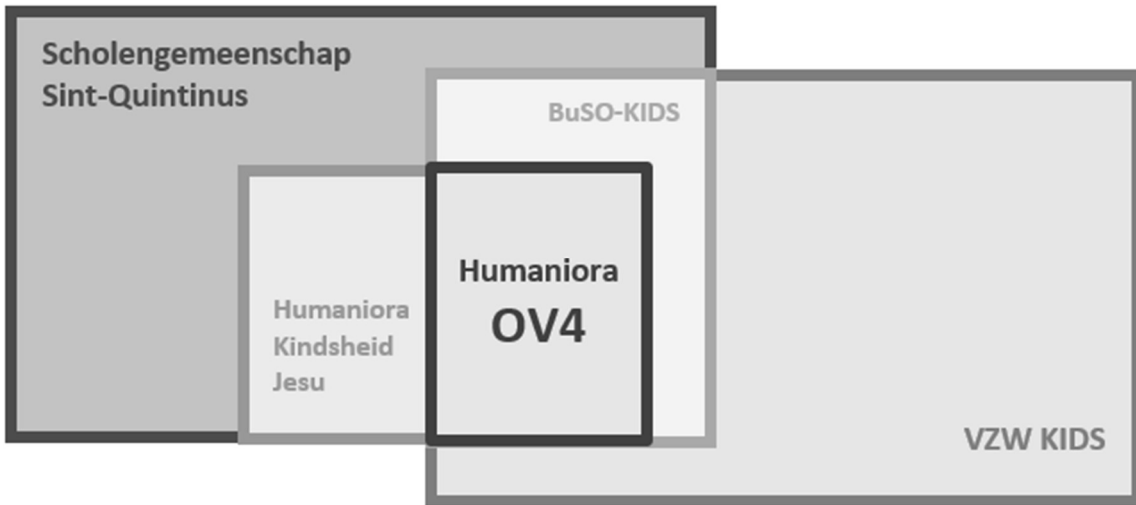 Scholengemeenschap
Sint-Quintinus
BuSO-KIDS
Humaniora
OV4
Humaniora
Kindsheid
Jesu
VZW KIDS